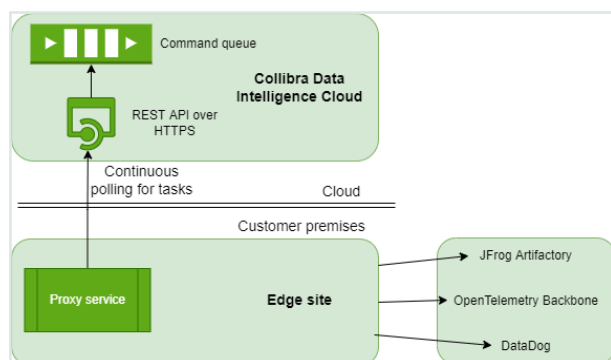 Command queue
Collibra Data
Intelligence Cloud
REST API over
HTTPS
Continuous
polling for tasks
Cloud
Customer premises
Proxy service
Edge site
JFrog Artifactory
OpenTelemetry Backbone
DataDog